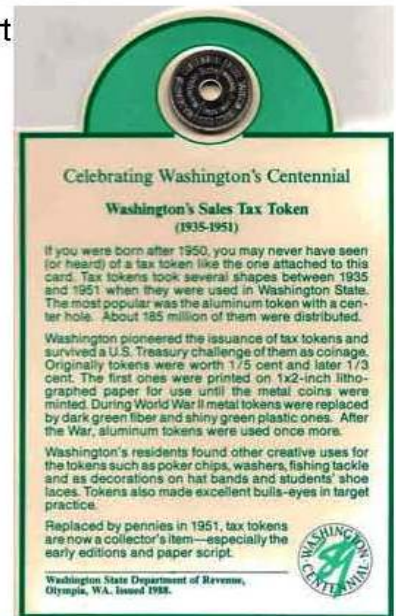 t
Celebrating Washington's Centennial
Washington's Sales Tax Token
(1935-1951)
If you were born after 1950, you may never have seen
(or heard) of a tax token like the one attached to this
card. Tax tokens took several shapes between 1935
and 1951 when they were used in Washington State.
The most popular was the aluminum token with a cen-
ter hole. About 185 million of them were distributed.
Washington pioneered the issuance of tax tokens and
survived a U.S. Treasury challenge of them as coinage.
Originally tokens were worth 1/5 cent and later 1/3
cent. The first ones were printed on 1x2-inch litho-
graphed paper for use until the metal coins were
minted. During World War II metal tokens were replaced
by dark green fiber and shiny green plastic ones. After
the War, aluminum tokens were used once more.
Washington's residents found other creative uses for
the tokens such as poker chips, washers, fishing tackle
and as decorations on hat bands and students' shoe
laces. Tokens also made excellent bulls-eyes in target
practice.
Replaced by pennies in 1951, tax tokens
are now a collector's item—especially the
early editions and paper script.
Washington State Department of Revenue,
Olympia, WA. Issued 1988.
WASHINGTON
89
CENTENNIAL